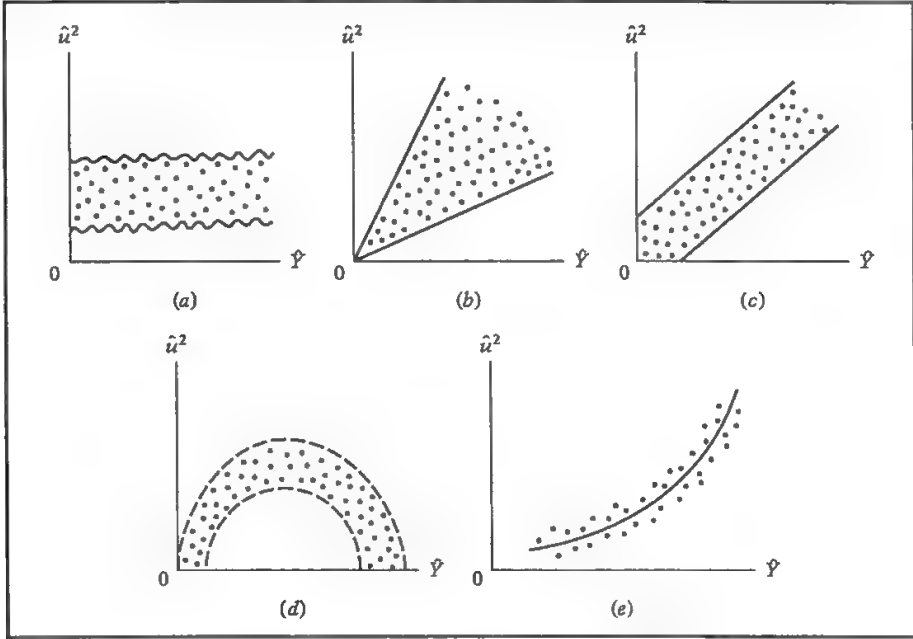 û² û² û²
0 Ŷ 0 Ŷ 0 Ŷ
(a) (b) (c)
û² û²
0 Ŷ 0 Ŷ
(d) (e)